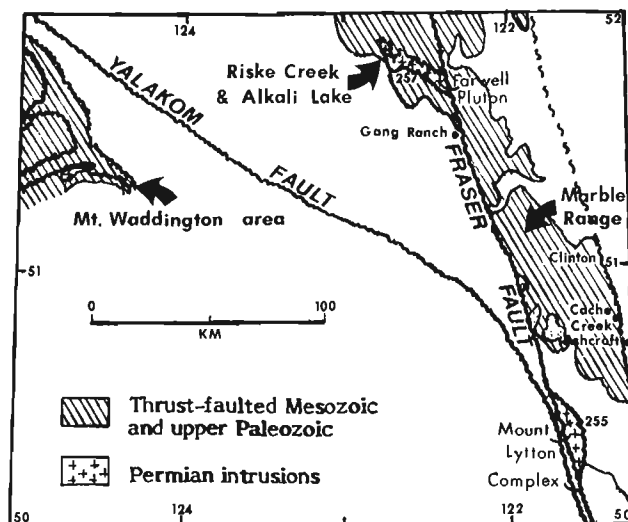 124
122
52
Riske Creek
& Alkali Lake
257
Farwell
Pluton
YALAKOM
FAULT
Gang Ranch
FRASER
FAULT
Marble
Range
Mt. Waddington area
51
Clinton
51
0
100
KM
Cache
Creek
Ashcroft
Thrust-faulted Mesozoic
and upper Paleozoic
Permian intrusions
255
Mount
Lytton
Complex
50
124
122
50